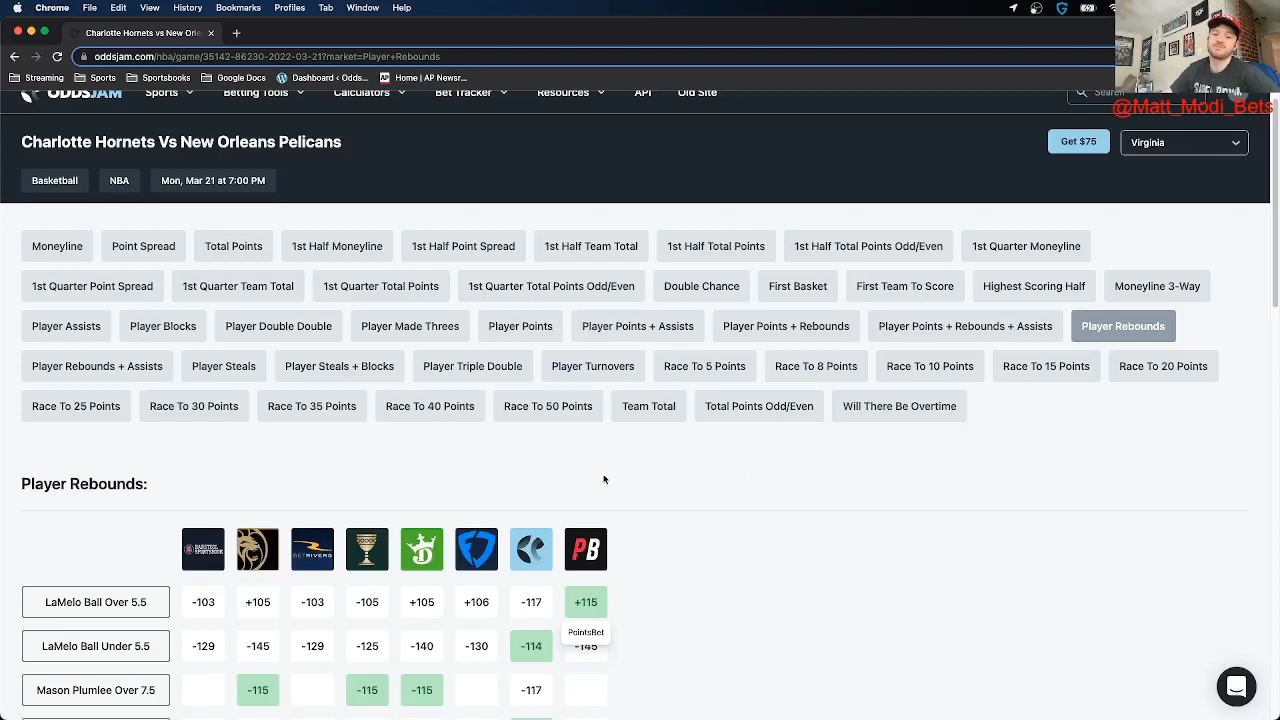 Chrome File Edit View History Bookmarks Profiles Tab Window Help
Charlotte Hornets vs New Orle
oddsjam.com/nba/game/35142-86230-2022-03-21?market=Player+Rebounds
Streaming Sports Sportsbooks Google Docs Dashboard ‹ Odds... Home | AP Newsr...
@Matt_Modi_Bets
ODDSJAM Sports Betting Tools Calculators Bet Tracker Resources API Old Site Search
Charlotte Hornets Vs New Orleans Pelicans
Get $75 Virginia
Basketball NBA Mon, Mar 21 at 7:00 PM
Moneyline Point Spread Total Points 1st Half Moneyline 1st Half Point Spread 1st Half Team Total 1st Half Total Points 1st Half Total Points Odd/Even 1st Quarter Moneyline
1st Quarter Point Spread 1st Quarter Team Total 1st Quarter Total Points 1st Quarter Total Points Odd/Even Double Chance First Basket First Team To Score Highest Scoring Half Moneyline 3-Way
Player Assists Player Blocks Player Double Double Player Made Threes Player Points Player Points + Assists Player Points + Rebounds Player Points + Rebounds + Assists Player Rebounds
Player Rebounds + Assists Player Steals Player Steals + Blocks Player Triple Double Player Turnovers Race To 5 Points Race To 8 Points Race To 10 Points Race To 15 Points Race To 20 Points
Race To 25 Points Race To 30 Points Race To 35 Points Race To 40 Points Race To 50 Points Team Total Total Points Odd/Even Will There Be Overtime
Player Rebounds:
BETRIVERS PB
LaMelo Ball Over 5.5 -103 +105 -103 -105 +105 +106 -117 +115
PointsBet
LaMelo Ball Under 5.5 -129 -145 -129 -125 -140 -130 -114 -145
Mason Plumlee Over 7.5 -115 -115 -115 -117